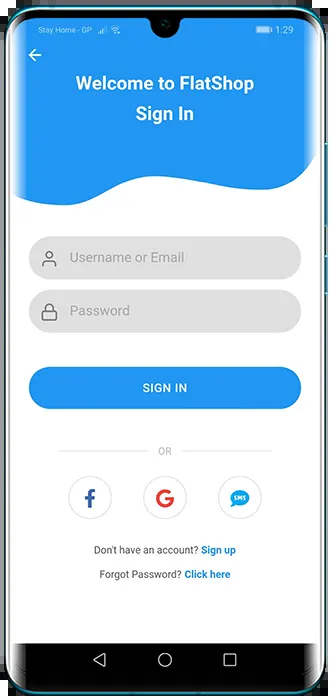 Stay Home - GP
1:29
Welcome to FlatShop
Sign In
Username or Email
Password
SIGN IN
OR
f
G
SMS
Don't have an account? Sign up
Forgot Password? Click here